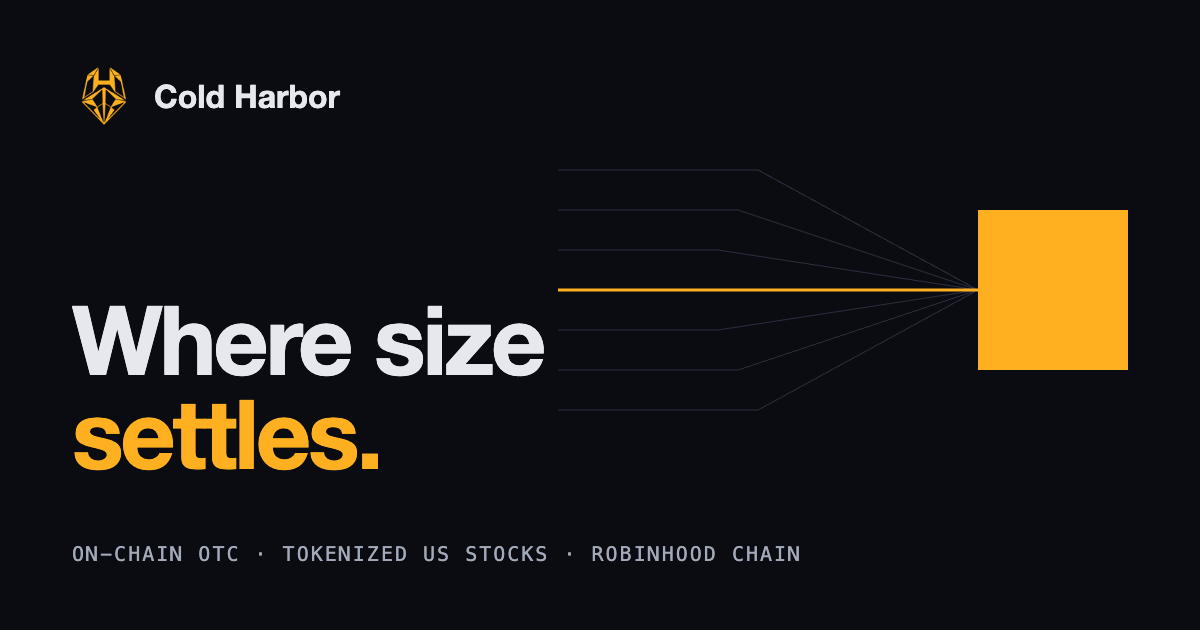 Cold Harbor
Where size
settles.
ON-CHAIN OTC · TOKENIZED US STOCKS · ROBINHOOD CHAIN